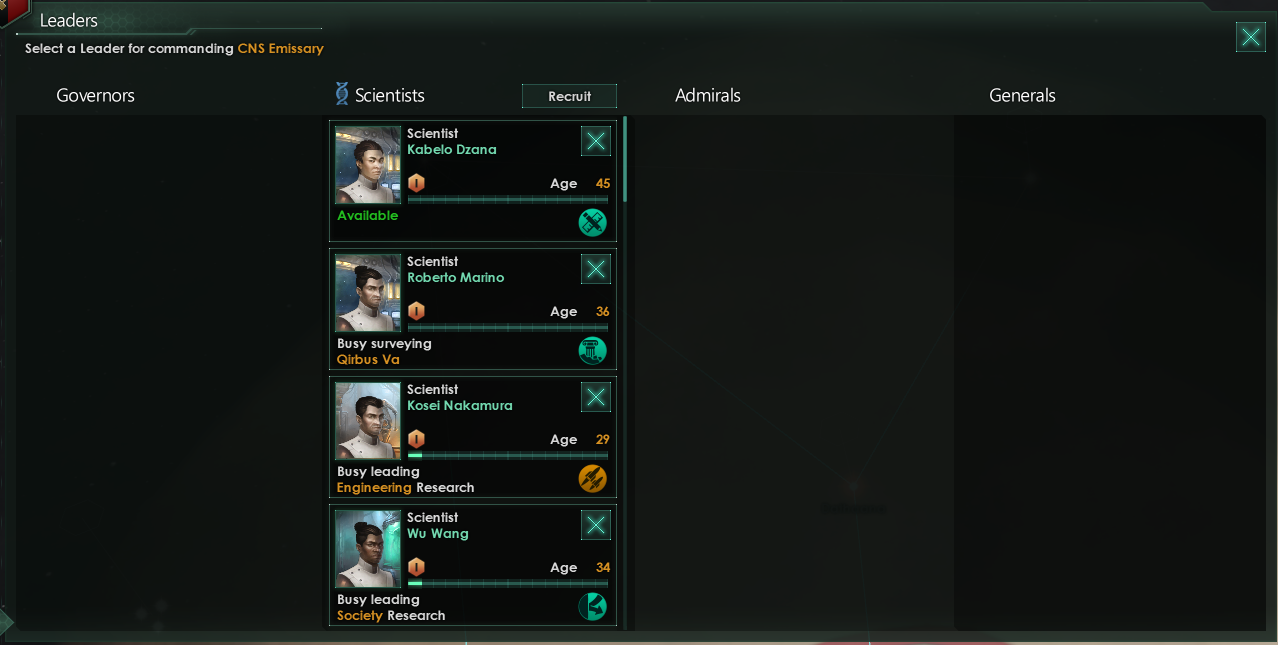 Leaders
Select a Leader for commanding CNS Emissary
Governors
Scientists
Recruit
Admirals
Generals
Scientist
Kabelo Dzana
I
Age 45
Available
Scientist
Roberto Marino
I
Age 36
Busy surveying
Qirbus Va
Scientist
Kosei Nakamura
I
Age 29
Busy leading
Engineering Research
Scientist
Wu Wang
I
Age 34
Busy leading
Society Research